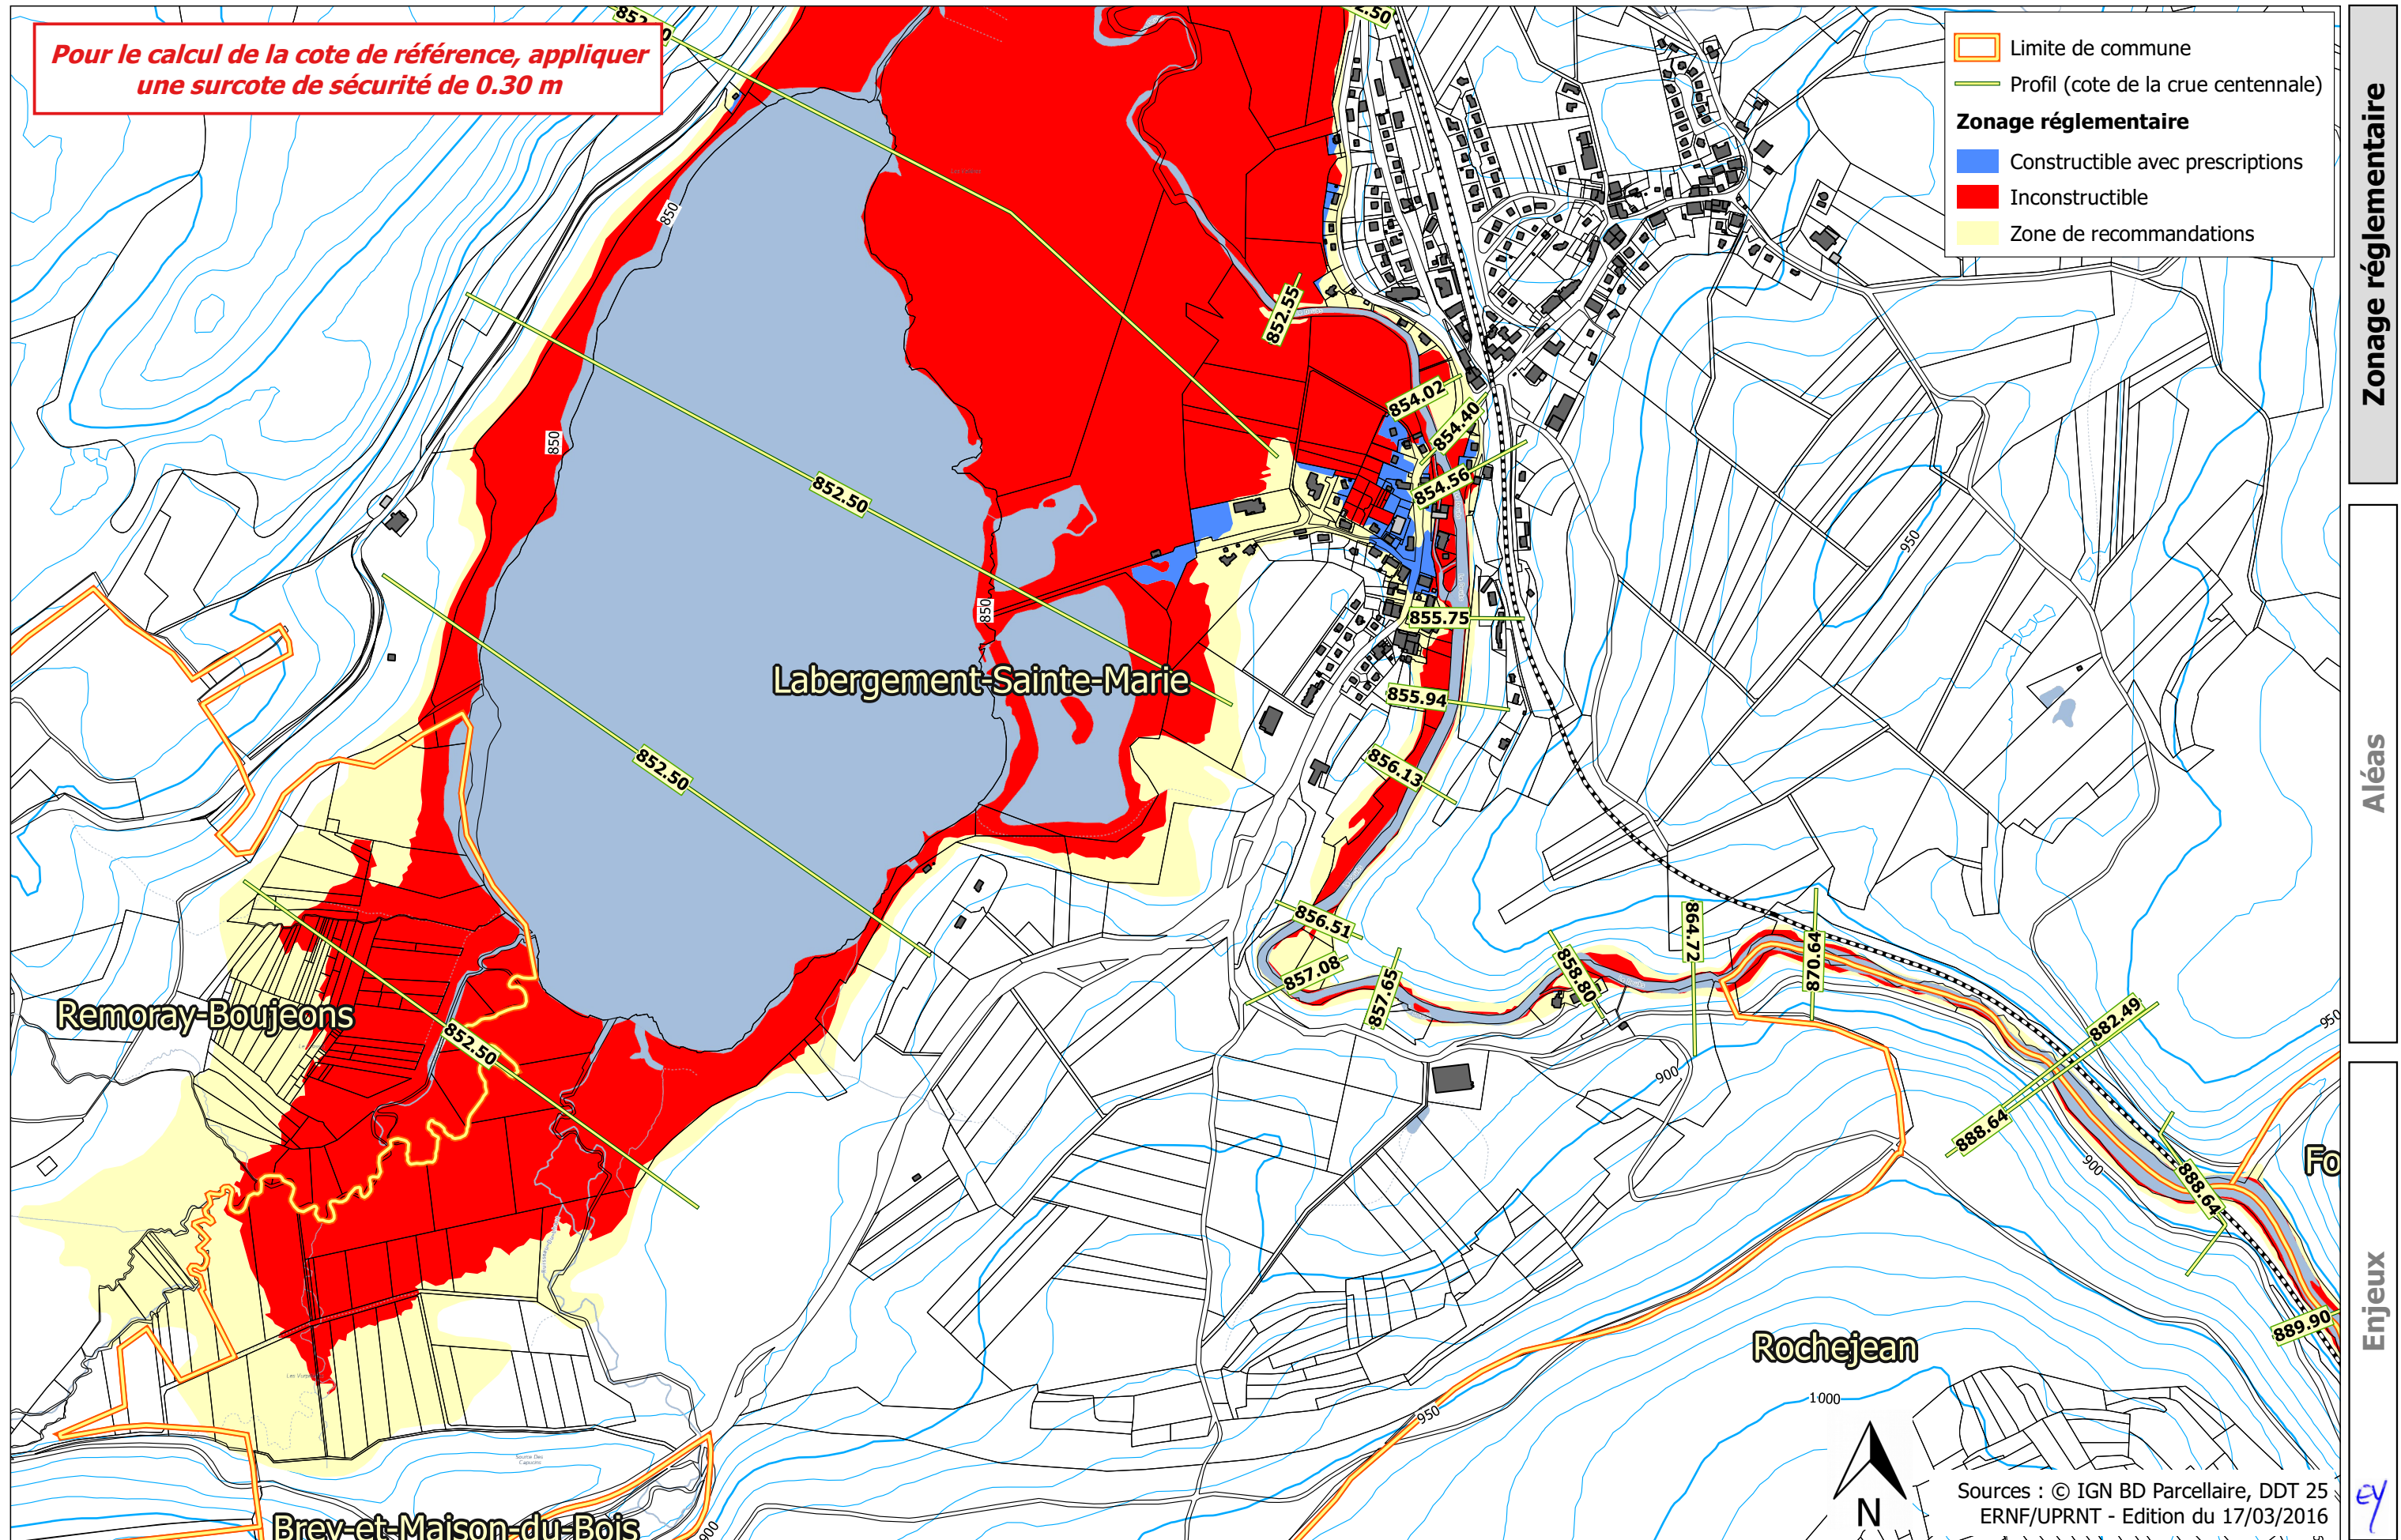 Pour le calcul de la cote de référence, appliquer
une surcote de sécurité de 0.30 m
Limite de commune
Profil (cote de la crue centennale)
Zonage réglementaire
Constructible avec prescriptions
Inconstructible
Zone de recommandations
Zonage réglementaire
Aléas
Enjeux
850
850
850
852.50
852.50
852.50
852.55
854.02
854.40
854.56
855.75
855.94
856.13
856.51
857.08
857.65
858.80
864.72
870.64
882.49
888.64
888.64
889.90
950
950
900
900
950
1000
900
Labergement-Sainte-Marie
Remoray-Boujeons
Rochejean
Brey-et-Maison-du-Bois
Fo
Source Des
Capucins
N
Sources : © IGN BD Parcellaire, DDT 25
ERNF/UPRNT - Edition du 17/03/2016